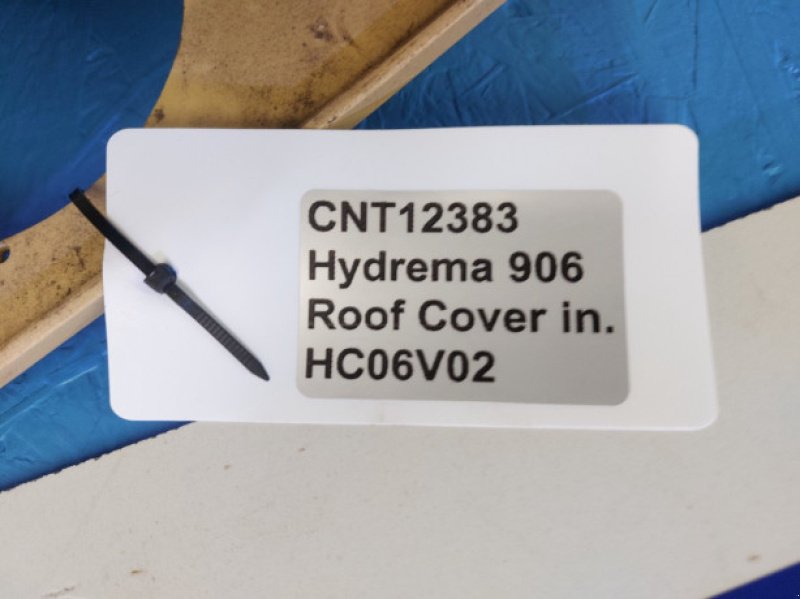 CNT12383
Hydrema 906
Roof Cover in.
HC06V02